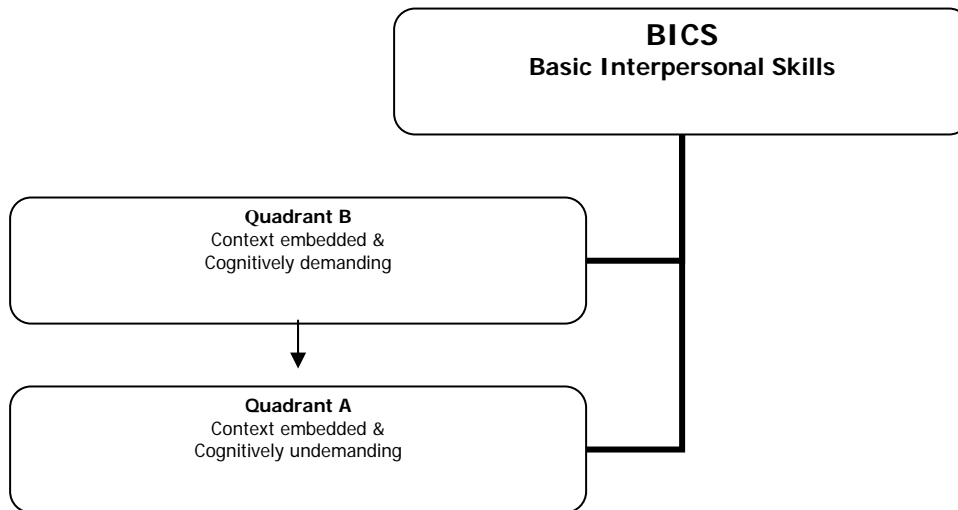 BICS
Basic Interpersonal Skills
Quadrant B
Context embedded &
Cognitively demanding
Quadrant A
Context embedded &
Cognitively undemanding